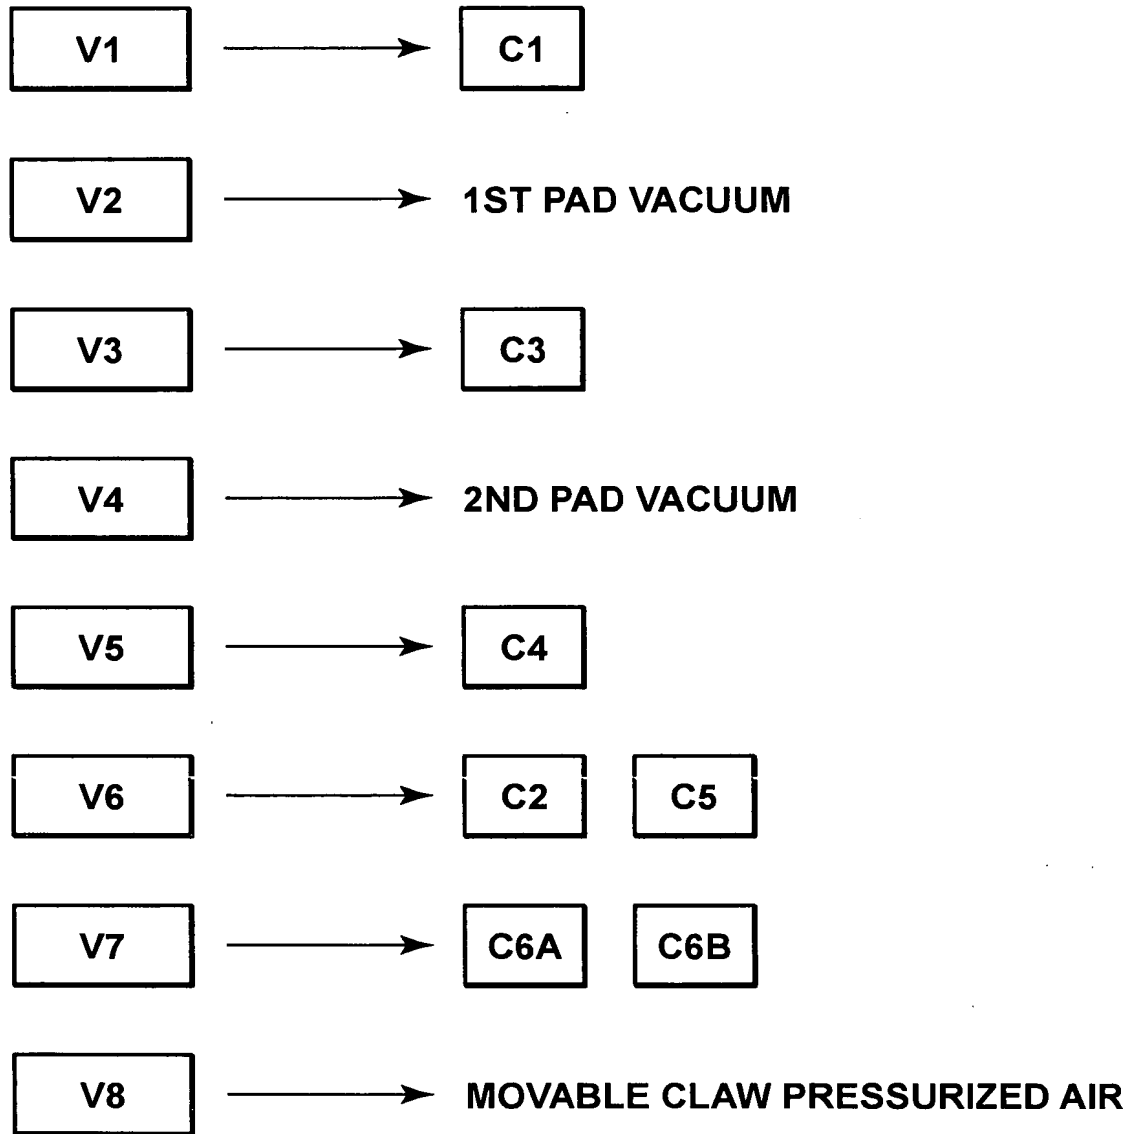 V1 C1
V2 1ST PAD VACUUM
V3 C3
V4 2ND PAD VACUUM
V5 C4
V6 C2 C5
V7 C6A C6B
V8 MOVABLE CLAW PRESSURIZED AIR